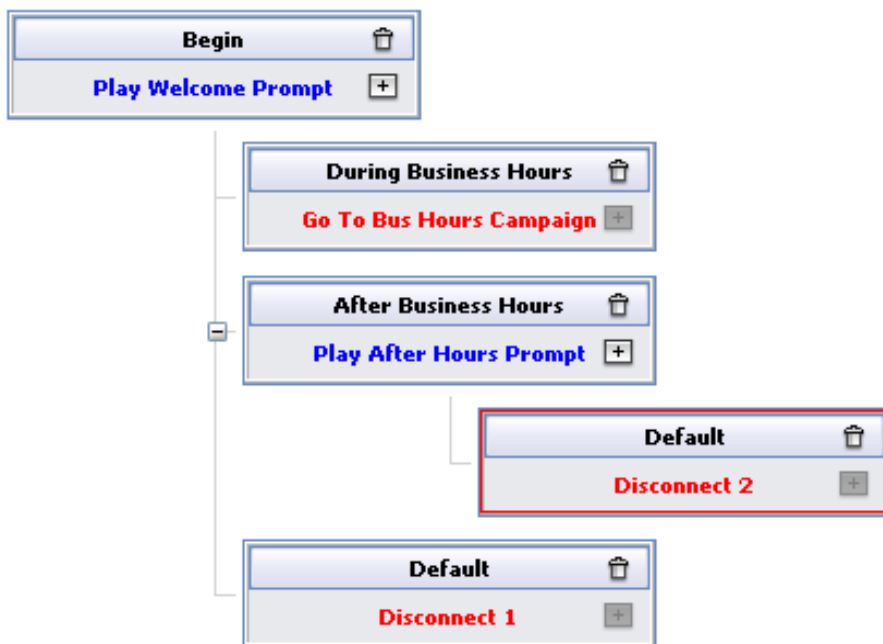 Begin
Play Welcome Prompt
During Business Hours
Go To Bus Hours Campaign
After Business Hours
Play After Hours Prompt
Default
Disconnect 2
Default
Disconnect 1